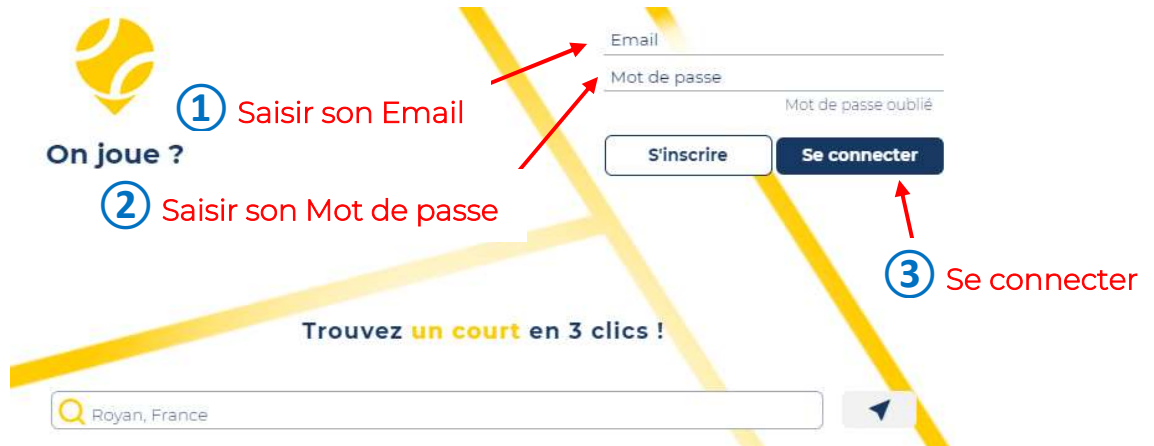 Email
Mot de passe
Mot de passe oublié
① Saisir son Email
On joue ?
S'inscrire
Se connecter
② Saisir son Mot de passe
③ Se connecter
Trouvez un court en 3 clics !
Royan, France